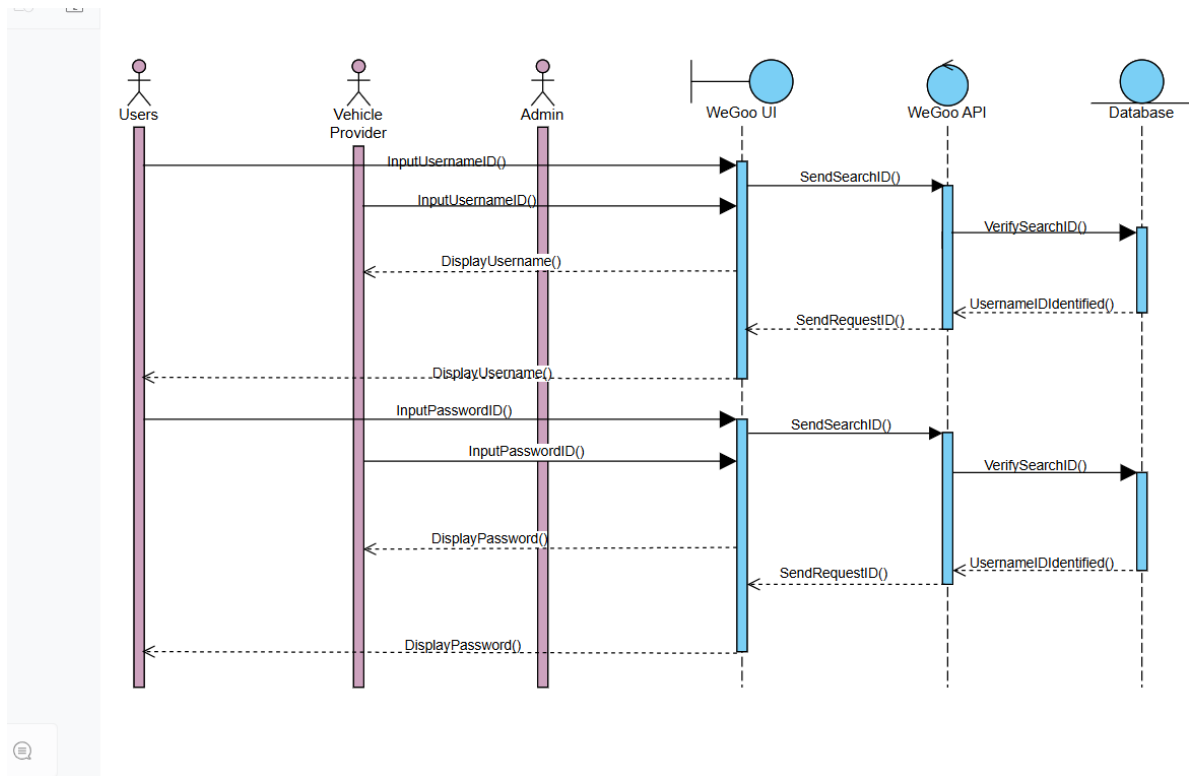 Users
Vehicle
Provider
Admin
WeGoo UI
WeGoo API
Database
InputUsernameID()
SendSearchID()
InputUsernameID()
VerifySearchID()
DisplayUsername()
UsernameIDIdentified()
SendRequestID()
DisplayUsername()
InputPasswordID()
SendSearchID()
InputPasswordID()
VerifySearchID()
DisplayPassword()
UsernameIDIdentified()
SendRequestID()
DisplayPassword()